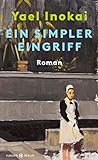 Yael Inokai
EIN SIMPLER
EINGRIFF
Roman
HANSER BERLIN